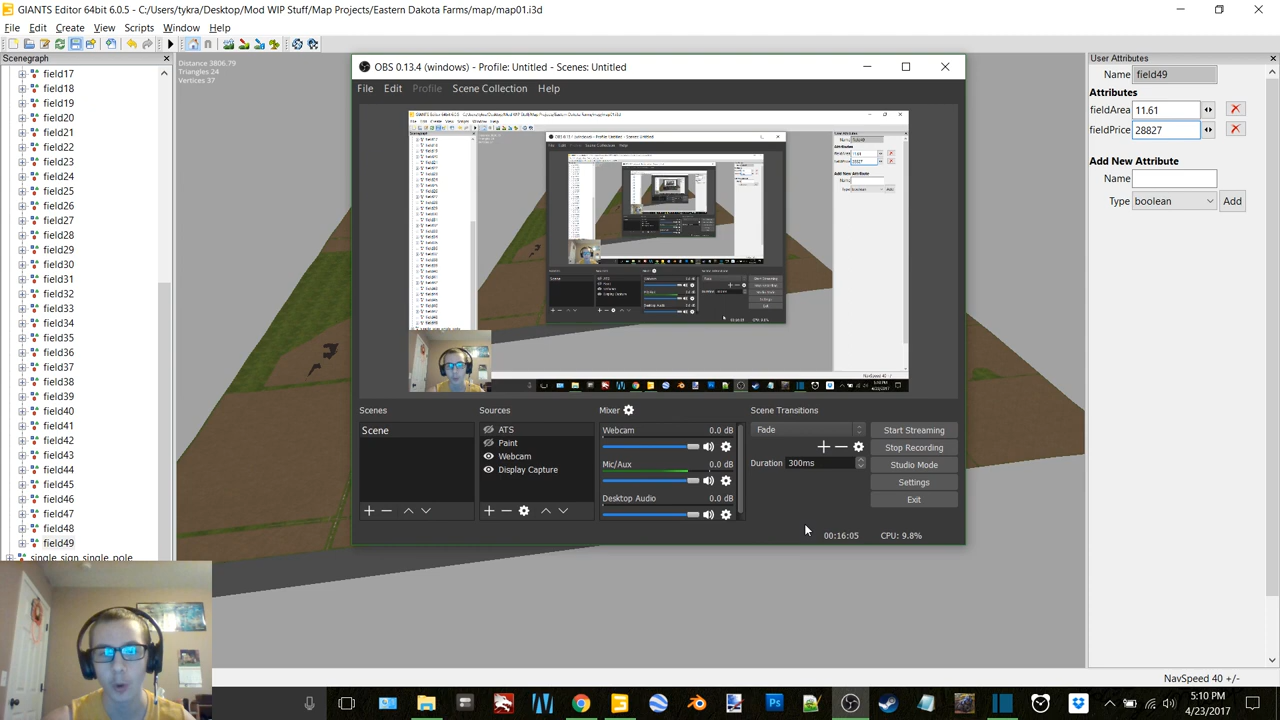 GIANTS Editor 64bit 6.0.5 - C:/Users/tykra/Desktop/Mod WIP Stuff/Map Projects/Eastern Dakota Farms/map/map01.i3d
File Edit Create View Scripts Window Help
Scenegraph
field17
field18
field19
field20
field21
field22
field23
field24
field25
field26
field27
field28
field29
field30
field31
field32
field33
field34
field35
field36
field37
field38
field39
field40
field41
field42
field43
field44
field45
field46
field47
field48
field49
single_sign_single_pole
Distance 3806.79
Triangles 24
Vertices 37
OBS 0.13.4 (windows) - Profile: Untitled - Scenes: Untitled
File Edit Profile Scene Collection Help
Scenes
Scene
Sources
ATS
Paint
Webcam
Display Capture
Mixer
Webcam 0.0 dB
Mic/Aux 0.0 dB
Desktop Audio 0.0 dB
Scene Transitions
Fade
Duration 300ms
Start Streaming
Stop Recording
Studio Mode
Settings
Exit
00:16:05 CPU: 9.8%
User Attributes
Name field49
Attributes
fieldArea 11.61
fieldPrice
Add New Attribute
Name
Type boolean Add
NavSpeed 40 +/-
5:10 PM
4/23/2017